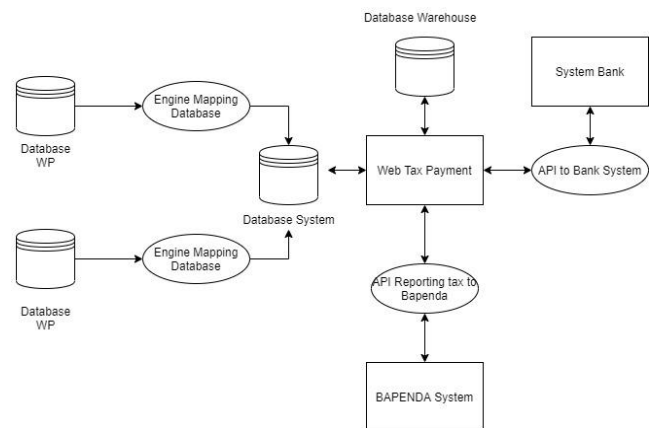 Database Warehouse
System Bank
Engine Mapping
Database
Database
WP
Web Tax Payment
API to Bank System
Database System
Engine Mapping
Database
Database
WP
API Reporting tax to
Bapenda
BAPENDA System